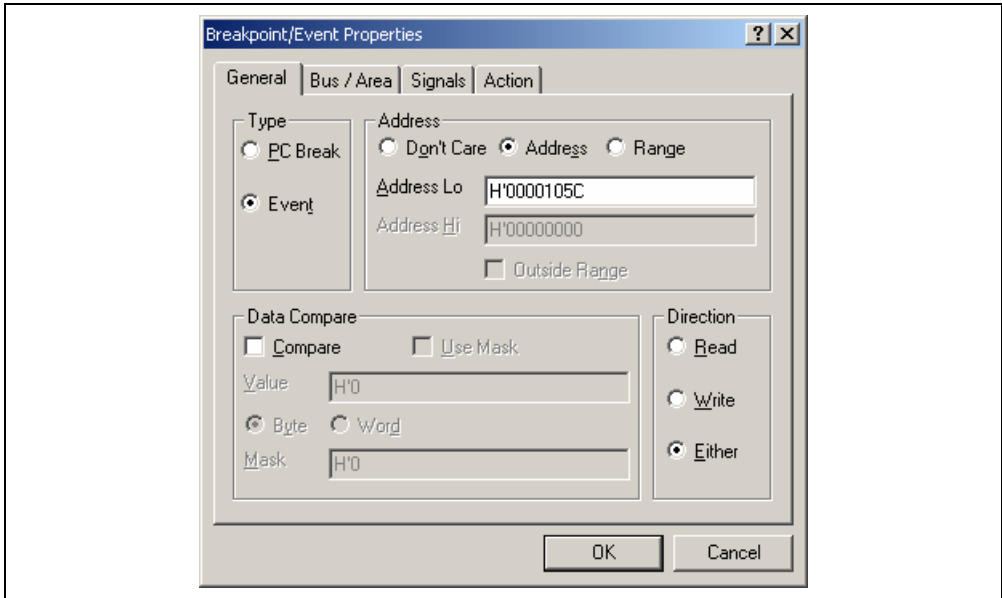 Breakpoint/Event Properties
General Bus / Area Signals Action
Type
PC Break
Event
Address
Don't Care Address Range
Address Lo H'0000105C
Address Hi H'00000000
Outside Range
Data Compare
Compare Use Mask
Value H'0
Byte Word
Mask H'0
Direction
Read
Write
Either
OK Cancel